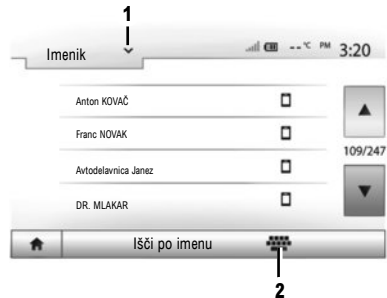 1
Imenik
--°C PM 3:20
Anton KOVAČ
Franc NOVAK
109/247
Avtodelavnica Janez
DR. MLAKAR
Išči po imenu
2